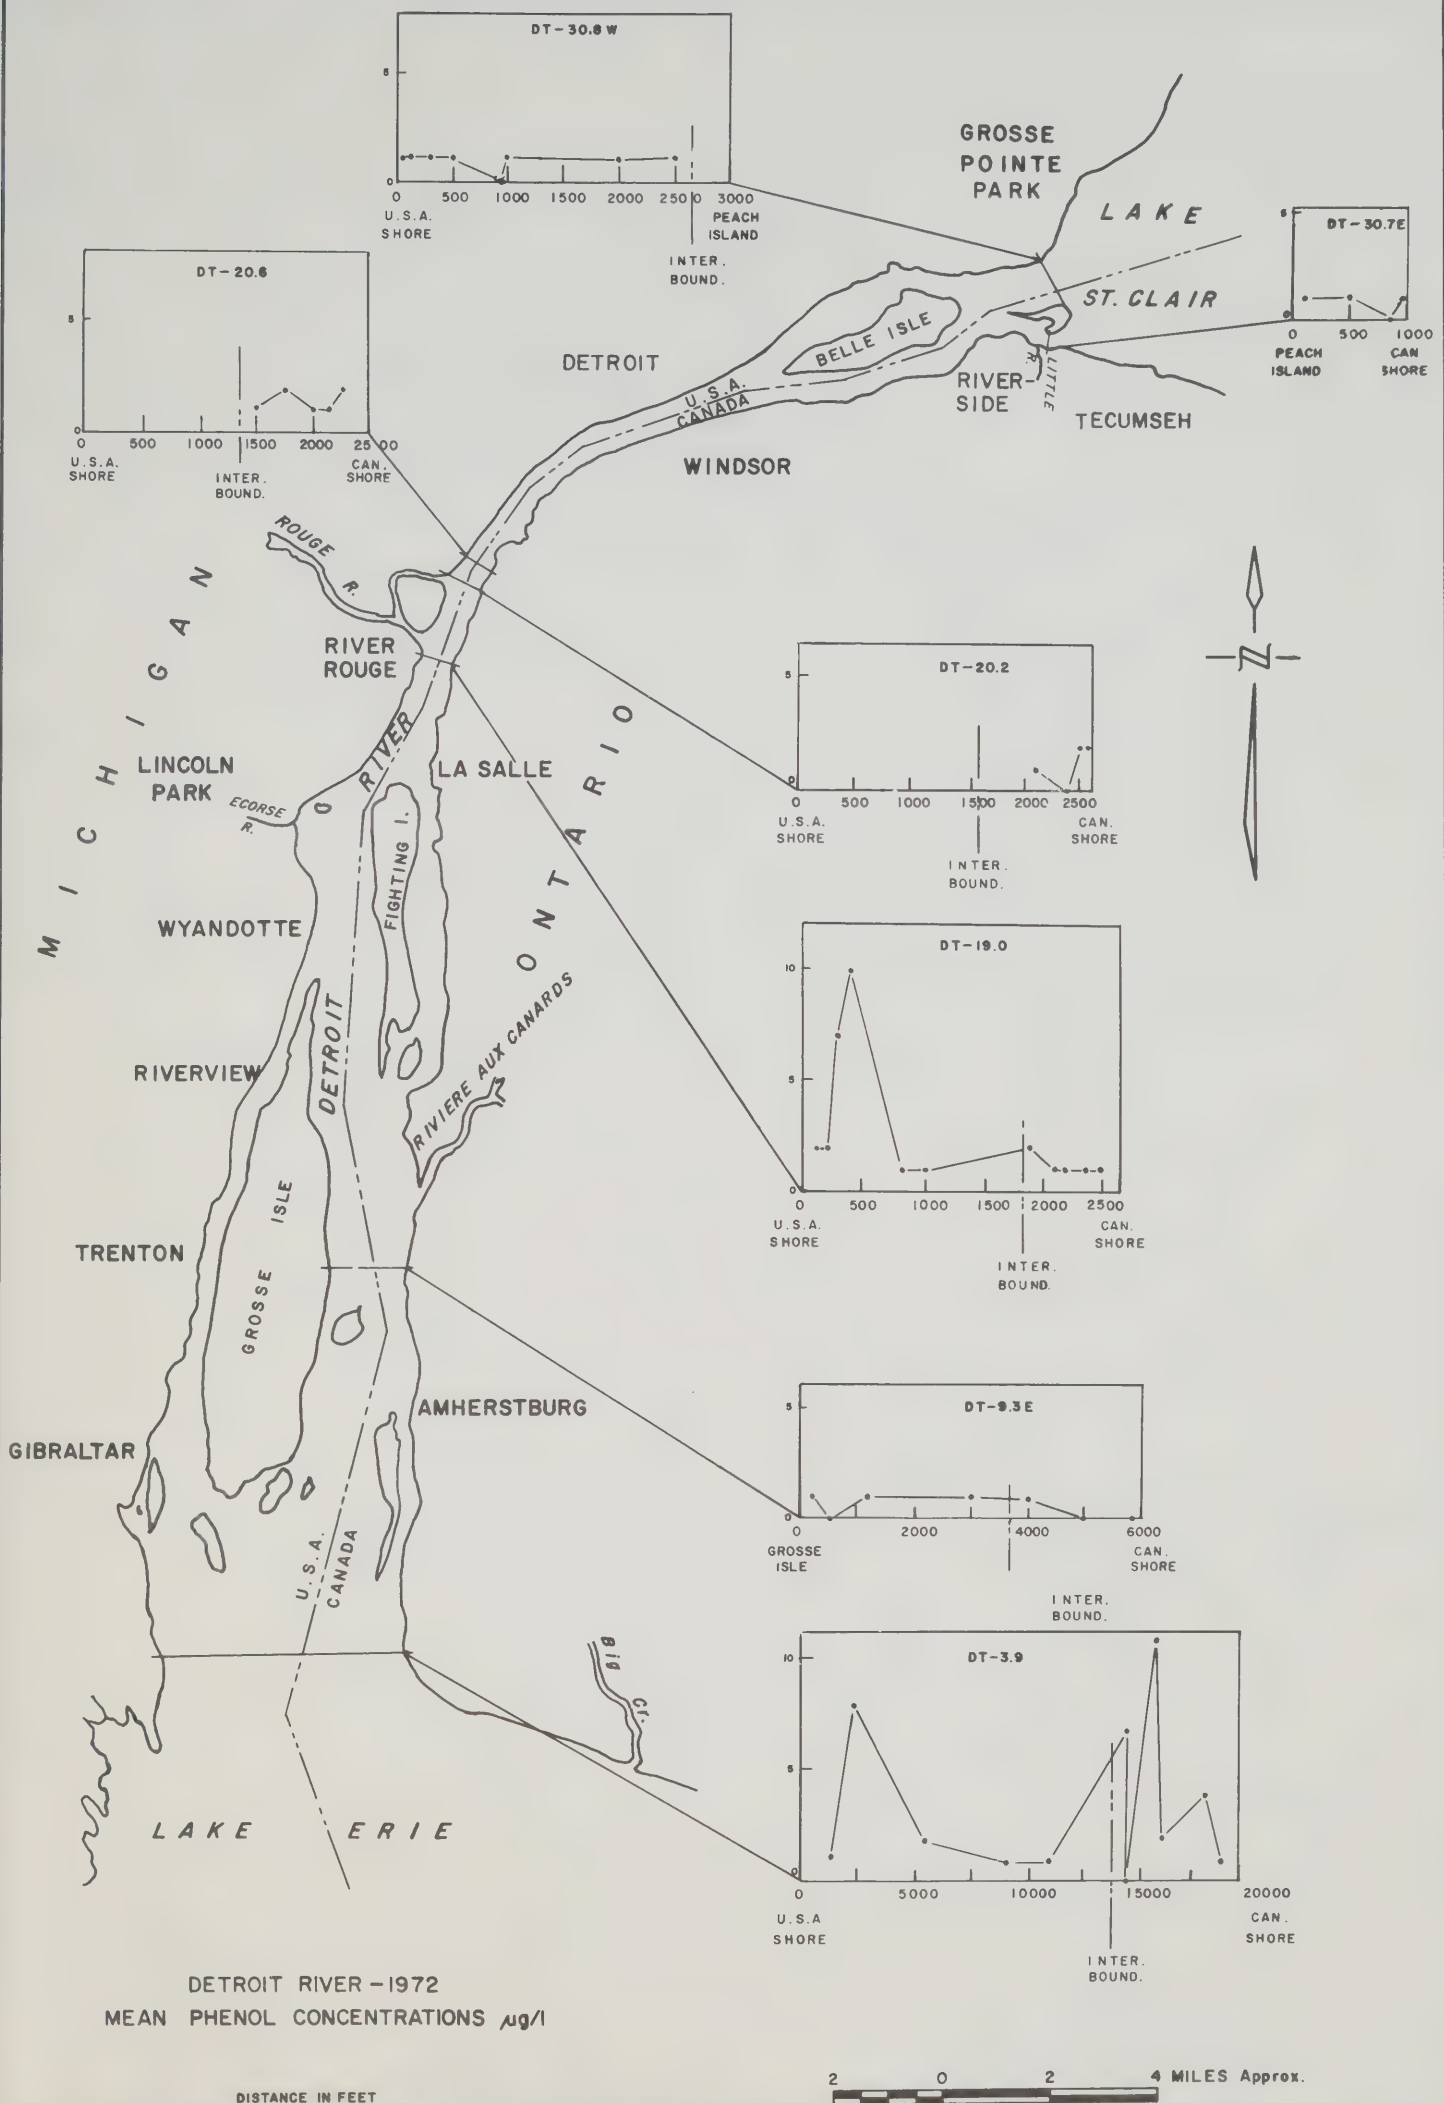 DT-30.8 W
5
0
0 500 1000 1500 2000 2500 3000
U.S.A.
SHORE
PEACH
ISLAND
INTER.
BOUND.
GROSSE
POINTE
PARK
LAKE
ST. CLAIR
DT-30.7E
5
0
0 500 1000
PEACH
ISLAND
CAN
SHORE
DT-20.6
5
0
0 500 1000 1500 2000 2500
U.S.A.
SHORE
INTER.
BOUND.
CAN.
SHORE
DETROIT
BELLE ISLE
U.S.A.
CANADA
RIVER-
SIDE
LITTLE
R.
TECUMSEH
WINDSOR
ROUGE
R.
MICHIGAN
RIVER
ROUGE
N
DT-20.2
5
0
0 500 1000 1500 2000 2500
U.S.A.
SHORE
CAN.
SHORE
INTER.
BOUND.
ONTARIO
LINCOLN
PARK
ECORSE
R.
RIVER
LA SALLE
FIGHTING I.
WYANDOTTE
DETROIT
DT-19.0
10
5
0
0 500 1000 1500 2000 2500
U.S.A.
SHORE
CAN.
SHORE
INTER.
BOUND.
RIVERVIEW
RIVIERE AUX CANARDS
TRENTON
GROSSE ISLE
AMHERSTBURG
GIBRALTAR
DT-9.3E
5
0
0 2000 4000 6000
GROSSE
ISLE
CAN.
SHORE
INTER.
BOUND.
U.S.A.
CANADA
Big Cr.
DT-3.9
10
5
0
0 5000 10000 15000 20000
U.S.A
SHORE
CAN.
SHORE
INTER.
BOUND.
LAKE ERIE
DETROIT RIVER-1972
MEAN PHENOL CONCENTRATIONS µg/l
DISTANCE IN FEET
2 0 2 4 MILES Approx.